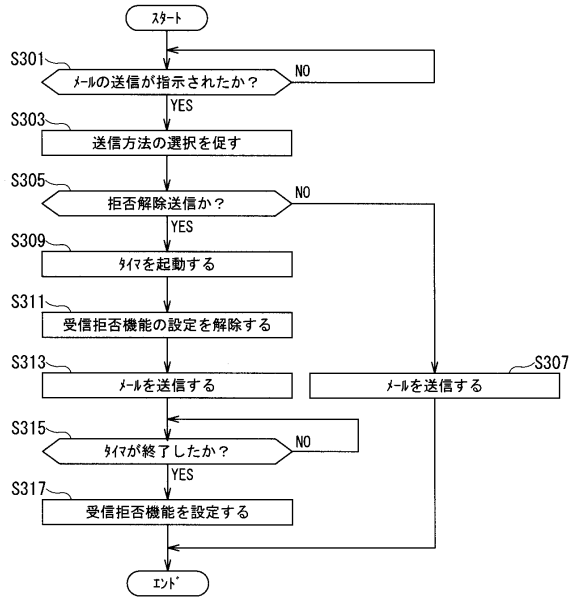 ｽﾀｰﾄ
S301
ﾒｰﾙの送信が指示されたか？
NO
YES
S303
送信方法の選択を促す
S305
拒否解除送信か？
NO
YES
S309
ﾀｲﾏを起動する
S311
受信拒否機能の設定を解除する
S313
ﾒｰﾙを送信する
S307
ﾒｰﾙを送信する
S315
ﾀｲﾏが終了したか？
NO
YES
S317
受信拒否機能を設定する
ｴﾝﾄﾞ